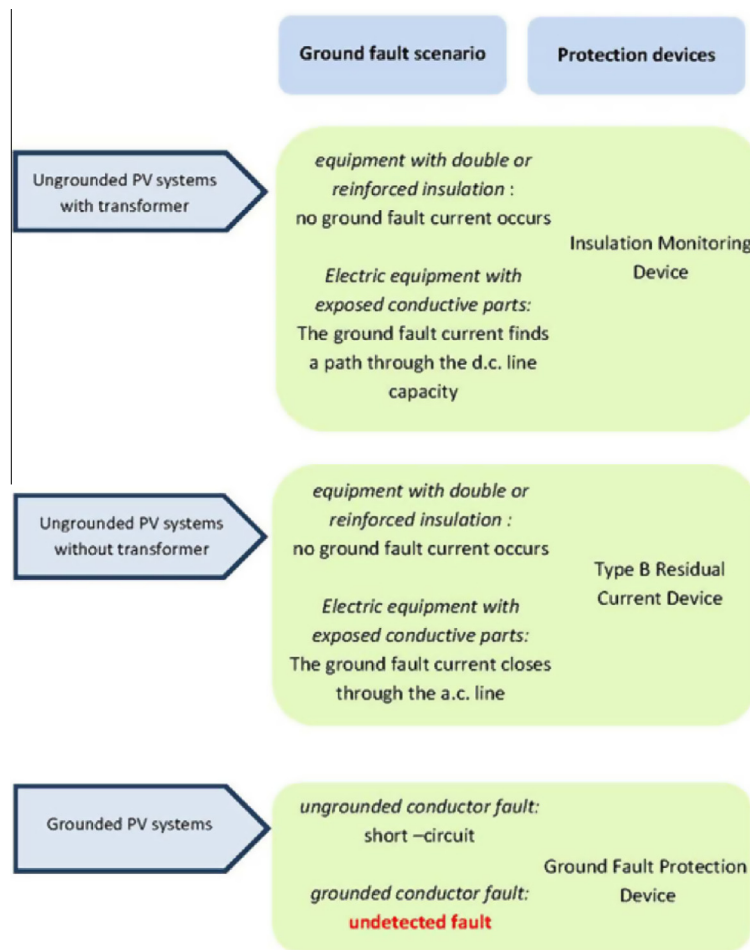 Ground fault scenario
Protection devices
Ungrounded PV systems
with transformer
equipment with double or
reinforced insulation :
no ground fault current occurs
Electric equipment with
exposed conductive parts:
The ground fault current finds
a path through the d.c. line
capacity
Insulation Monitoring
Device
Ungrounded PV systems
without transformer
equipment with double or
reinforced insulation :
no ground fault current occurs
Electric equipment with
exposed conductive parts:
The ground fault current closes
through the a.c. line
Type B Residual
Current Device
Grounded PV systems
ungrounded conductor fault:
short –circuit
grounded conductor fault:
undetected fault
Ground Fault Protection
Device